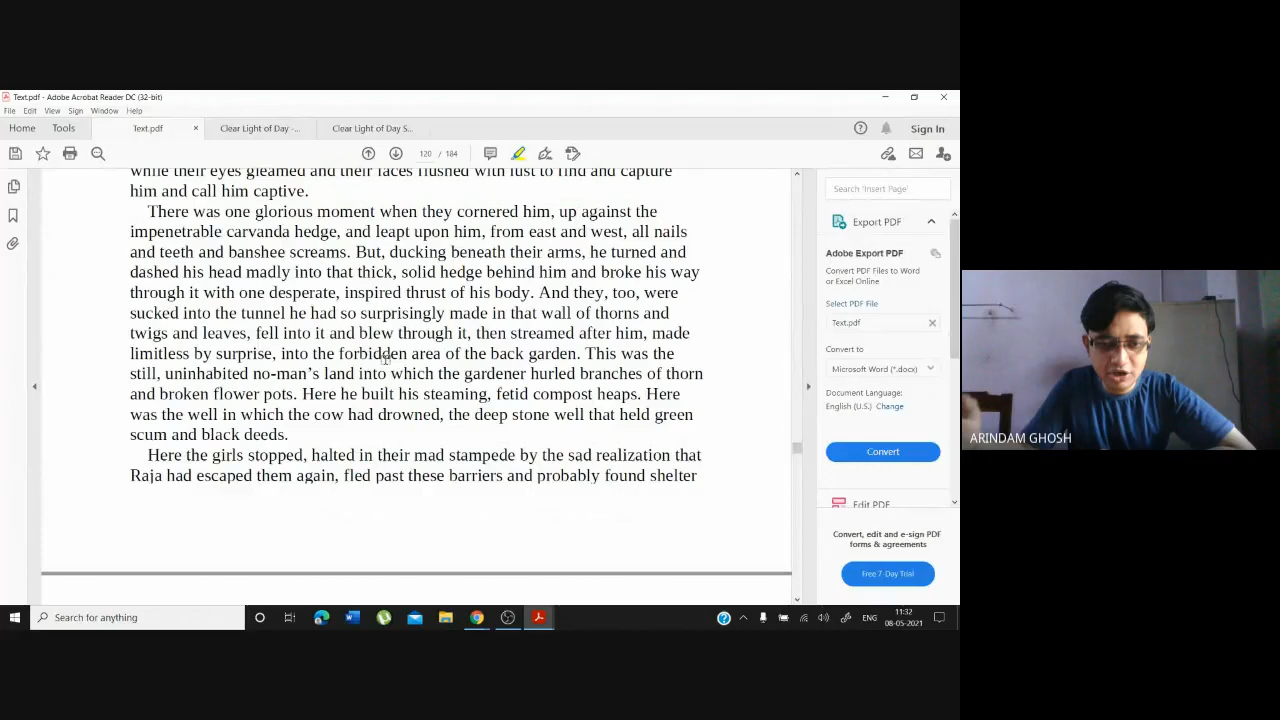 Text.pdf - Adobe Acrobat Reader DC (32-bit)
File Edit View Sign Window Help
Home Tools Text.pdf × Clear Light of Day -... Clear Light of Day S... Sign In
120 / 184
while their eyes gleamed and their faces flushed with lust to find and capture
him and call him captive.
There was one glorious moment when they cornered him, up against the
impenetrable carvanda hedge, and leapt upon him, from east and west, all nails
and teeth and banshee screams. But, ducking beneath their arms, he turned and
dashed his head madly into that thick, solid hedge behind him and broke his way
through it with one desperate, inspired thrust of his body. And they, too, were
sucked into the tunnel he had so surprisingly made in that wall of thorns and
twigs and leaves, fell into it and blew through it, then streamed after him, made
limitless by surprise, into the forbidden area of the back garden. This was the
still, uninhabited no-man’s land into which the gardener hurled branches of thorn
and broken flower pots. Here he built his steaming, fetid compost heaps. Here
was the well in which the cow had drowned, the deep stone well that held green
scum and black deeds.
Here the girls stopped, halted in their mad stampede by the sad realization that
Raja had escaped them again, fled past these barriers and probably found shelter
Search 'Insert Page'
Export PDF
Adobe Export PDF
Convert PDF Files to Word
or Excel Online
Select PDF File
Text.pdf
Convert to
Microsoft Word (*.docx)
Document Language:
English (U.S.) Change
Convert
Edit PDF
Convert, edit and e-sign PDF
forms & agreements
Free 7-Day Trial
ARINDAM GHOSH
Search for anything
ENG
11:32
08-05-2021